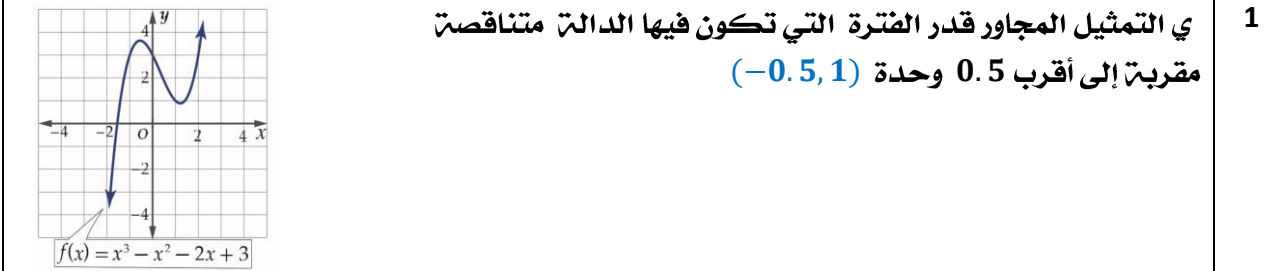 1
ي التمثيل المجاور قدر الفترة التي تكون فيها الدالة متناقصة
مقربة إلى أقرب 0.5 وحدة (−0.5, 1)
y
4
2
−4 −2 O 2 4 x
−2
−4
f(x) = x³ − x² − 2x + 3